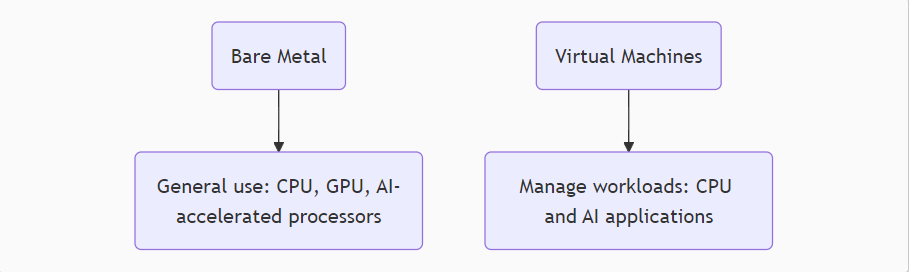 Bare Metal
Virtual Machines
General use: CPU, GPU, AI-
accelerated processors
Manage workloads: CPU
and AI applications